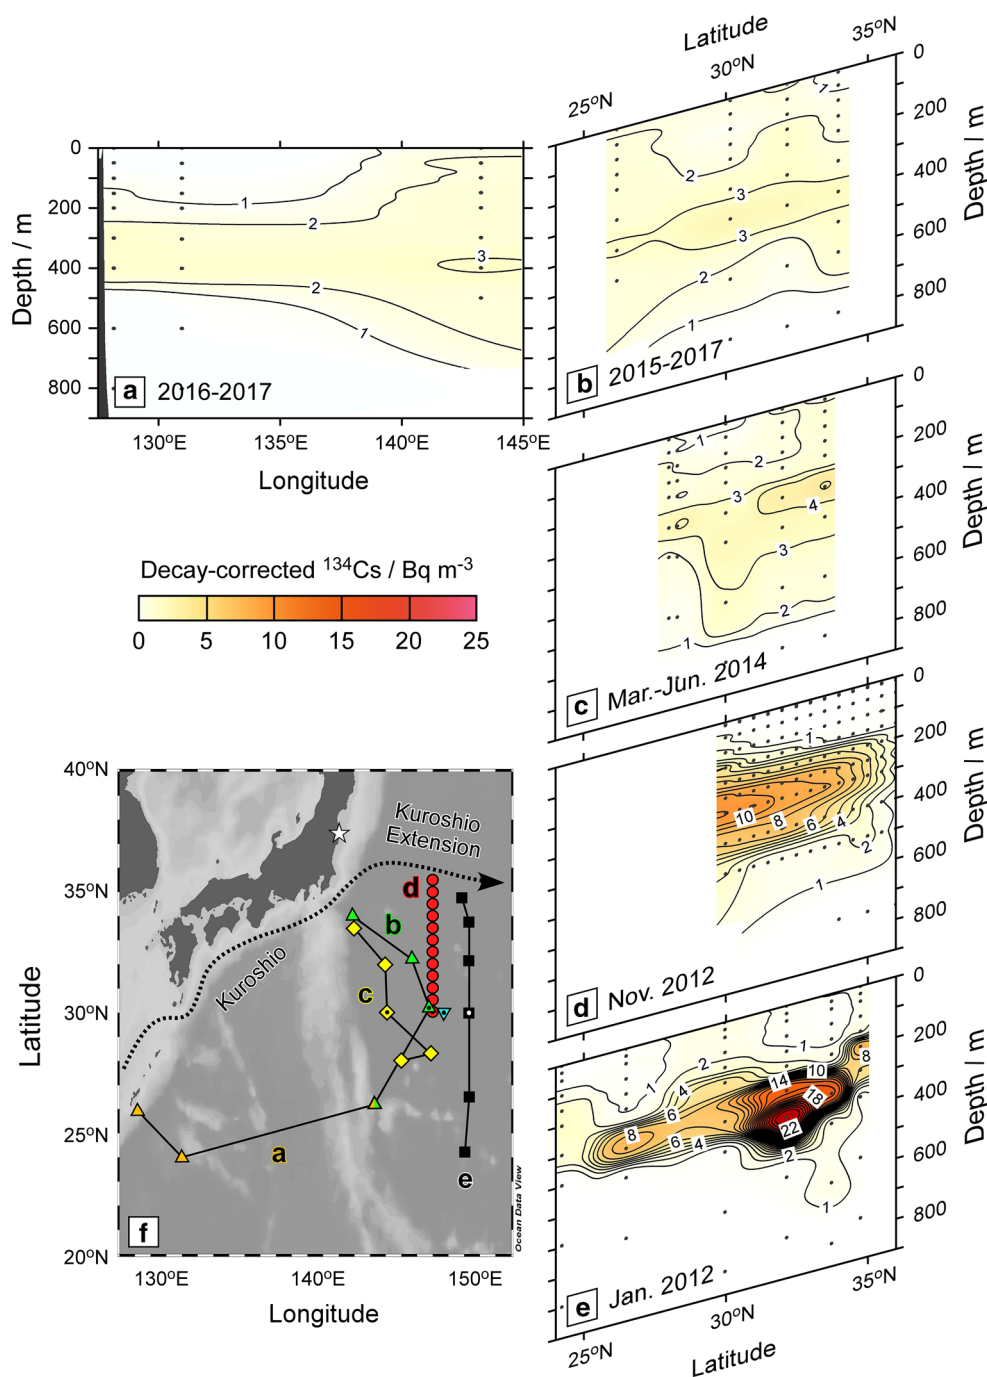 Latitude
25°N
30°N
35°N
0
200
400
600
800
Depth / m
1
2
3
3
2
1
b 2015-2017
0
200
400
600
800
Depth / m
1
2
3
2
1
3
a 2016-2017
130°E
135°E
140°E
145°E
Longitude
0
200
400
600
800
Depth / m
1
2
3
4
3
2
1
c Mar.-Jun. 2014
Decay-corrected ¹³⁴Cs / Bq m⁻³
0 5 10 15 20 25
0
200
400
600
800
Depth / m
1
10
8
6
4
2
1
d Nov. 2012
0
200
400
600
800
Depth / m
1
1
2
4
6
8
6
4
14
10
18
22
8
2
1
e Jan. 2012
25°N
30°N
35°N
Latitude
40°N
35°N
30°N
25°N
20°N
Latitude
Kuroshio
Extension
Kuroshio
d
b
c
a
e
f
Ocean Data View
130°E
140°E
150°E
Longitude